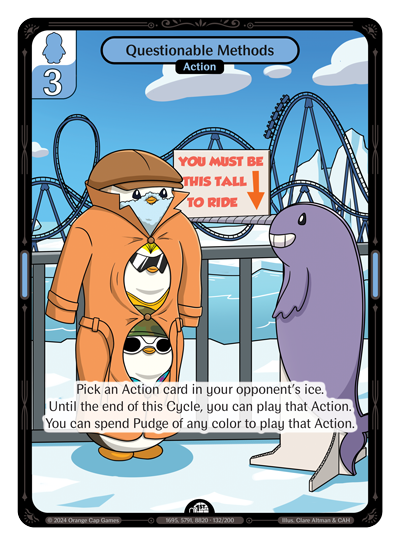 3
Questionable Methods
Action
YOU MUST BE
THIS TALL
TO RIDE
Pick an Action card in your opponent's ice.
Until the end of this Cycle, you can play that Action.
You can spend Pudge of any color to play that Action.
© 2024 Orange Cap Games
1695, 5791, 8820 · 132/200
Illus. Clare Altman & CAH